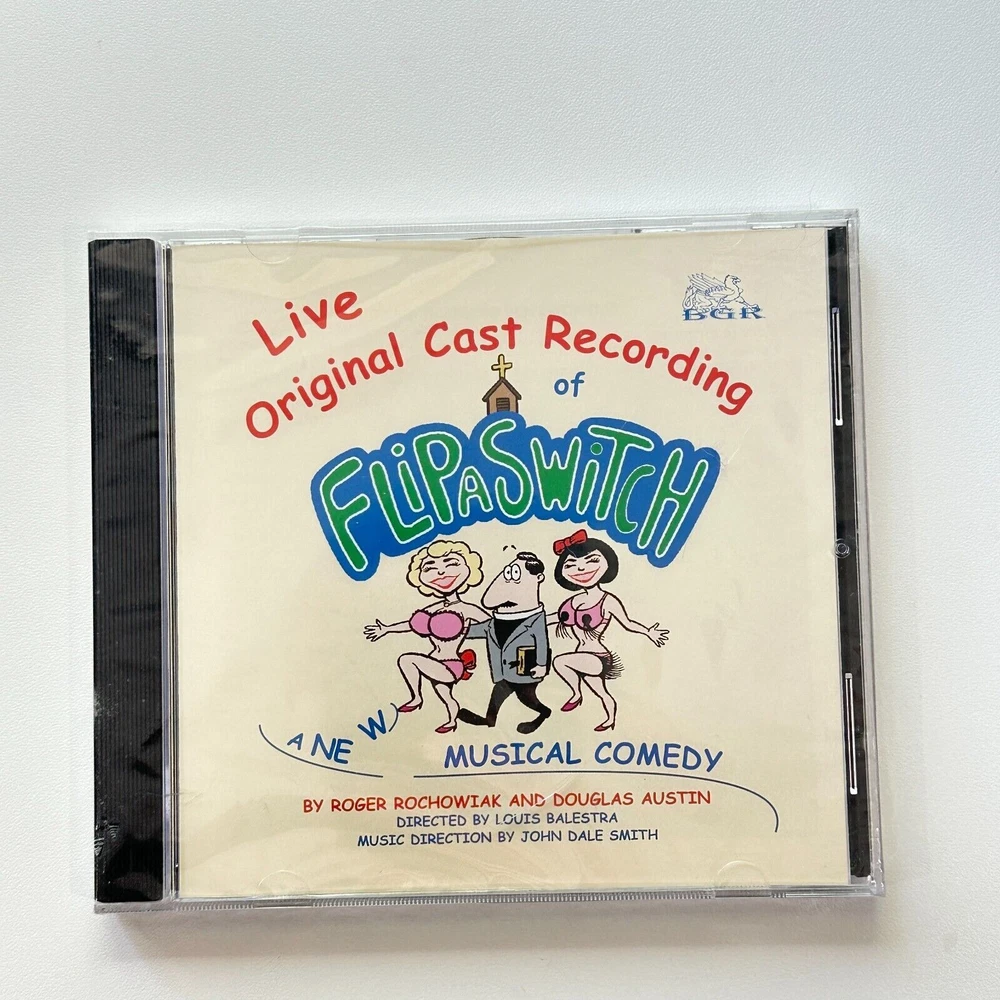 BGR
Live
Original Cast Recording
of
FLiPASWiTCH
A NEW
MUSICAL COMEDY
BY ROGER ROCHOWIAK AND DOUGLAS AUSTIN
DIRECTED BY LOUIS BALESTRA
MUSIC DIRECTION BY JOHN DALE SMITH